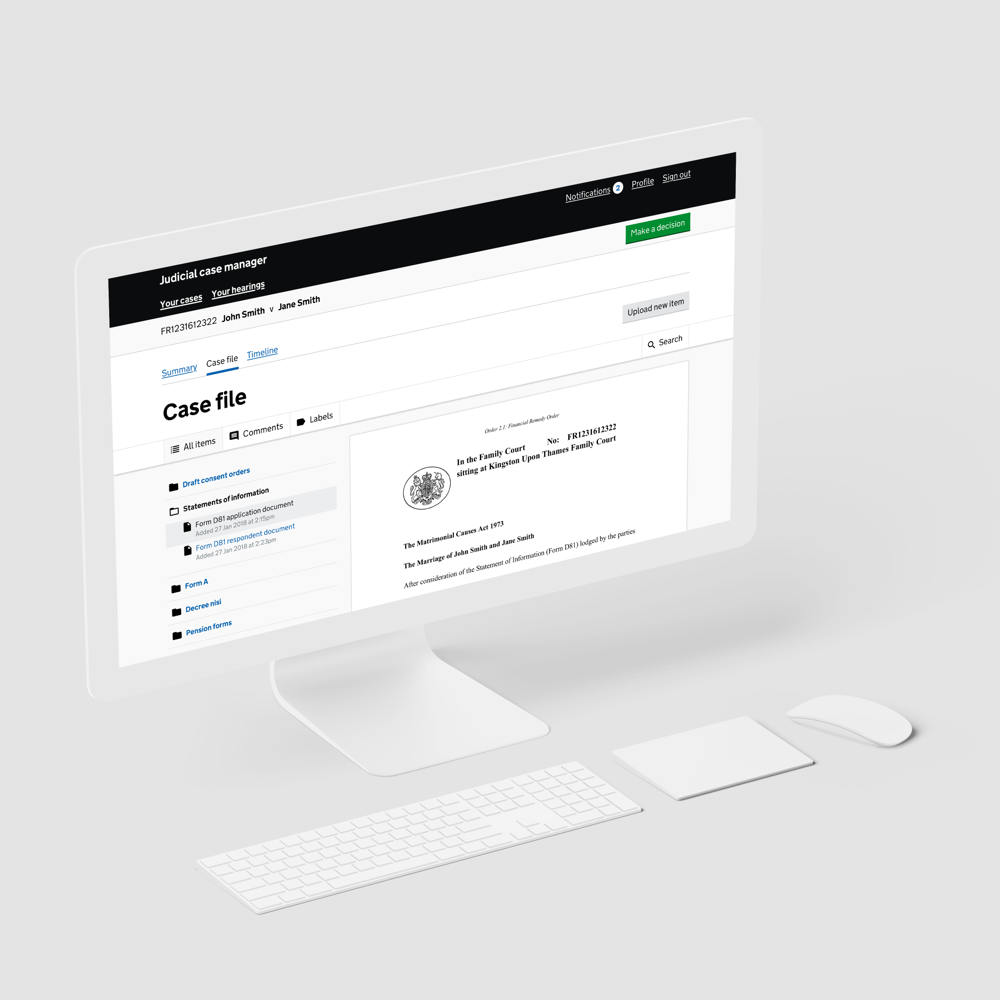 Notifications 2 Profile Sign out
Judicial case manager
Your cases Your hearings
Make a decision
FR1231612322 John Smith v Jane Smith
Summary Case file Timeline
Upload new item
Case file
Search
All items Comments Labels
Draft consent orders
Statements of information
Form D81 application document
Added 27 Jan 2018 at 2:15pm
Form D81 respondent document
Added 27 Jan 2018 at 2:23pm
Form A
Decree nisi
Pension forms
Order 2.1: Financial Remedy Order
In the Family Court No: FR1231612322
sitting at Kingston Upon Thames Family Court
The Matrimonial Causes Act 1973
The Marriage of John Smith and Jane Smith
After consideration of the Statement of Information (Form D81) lodged by the parties